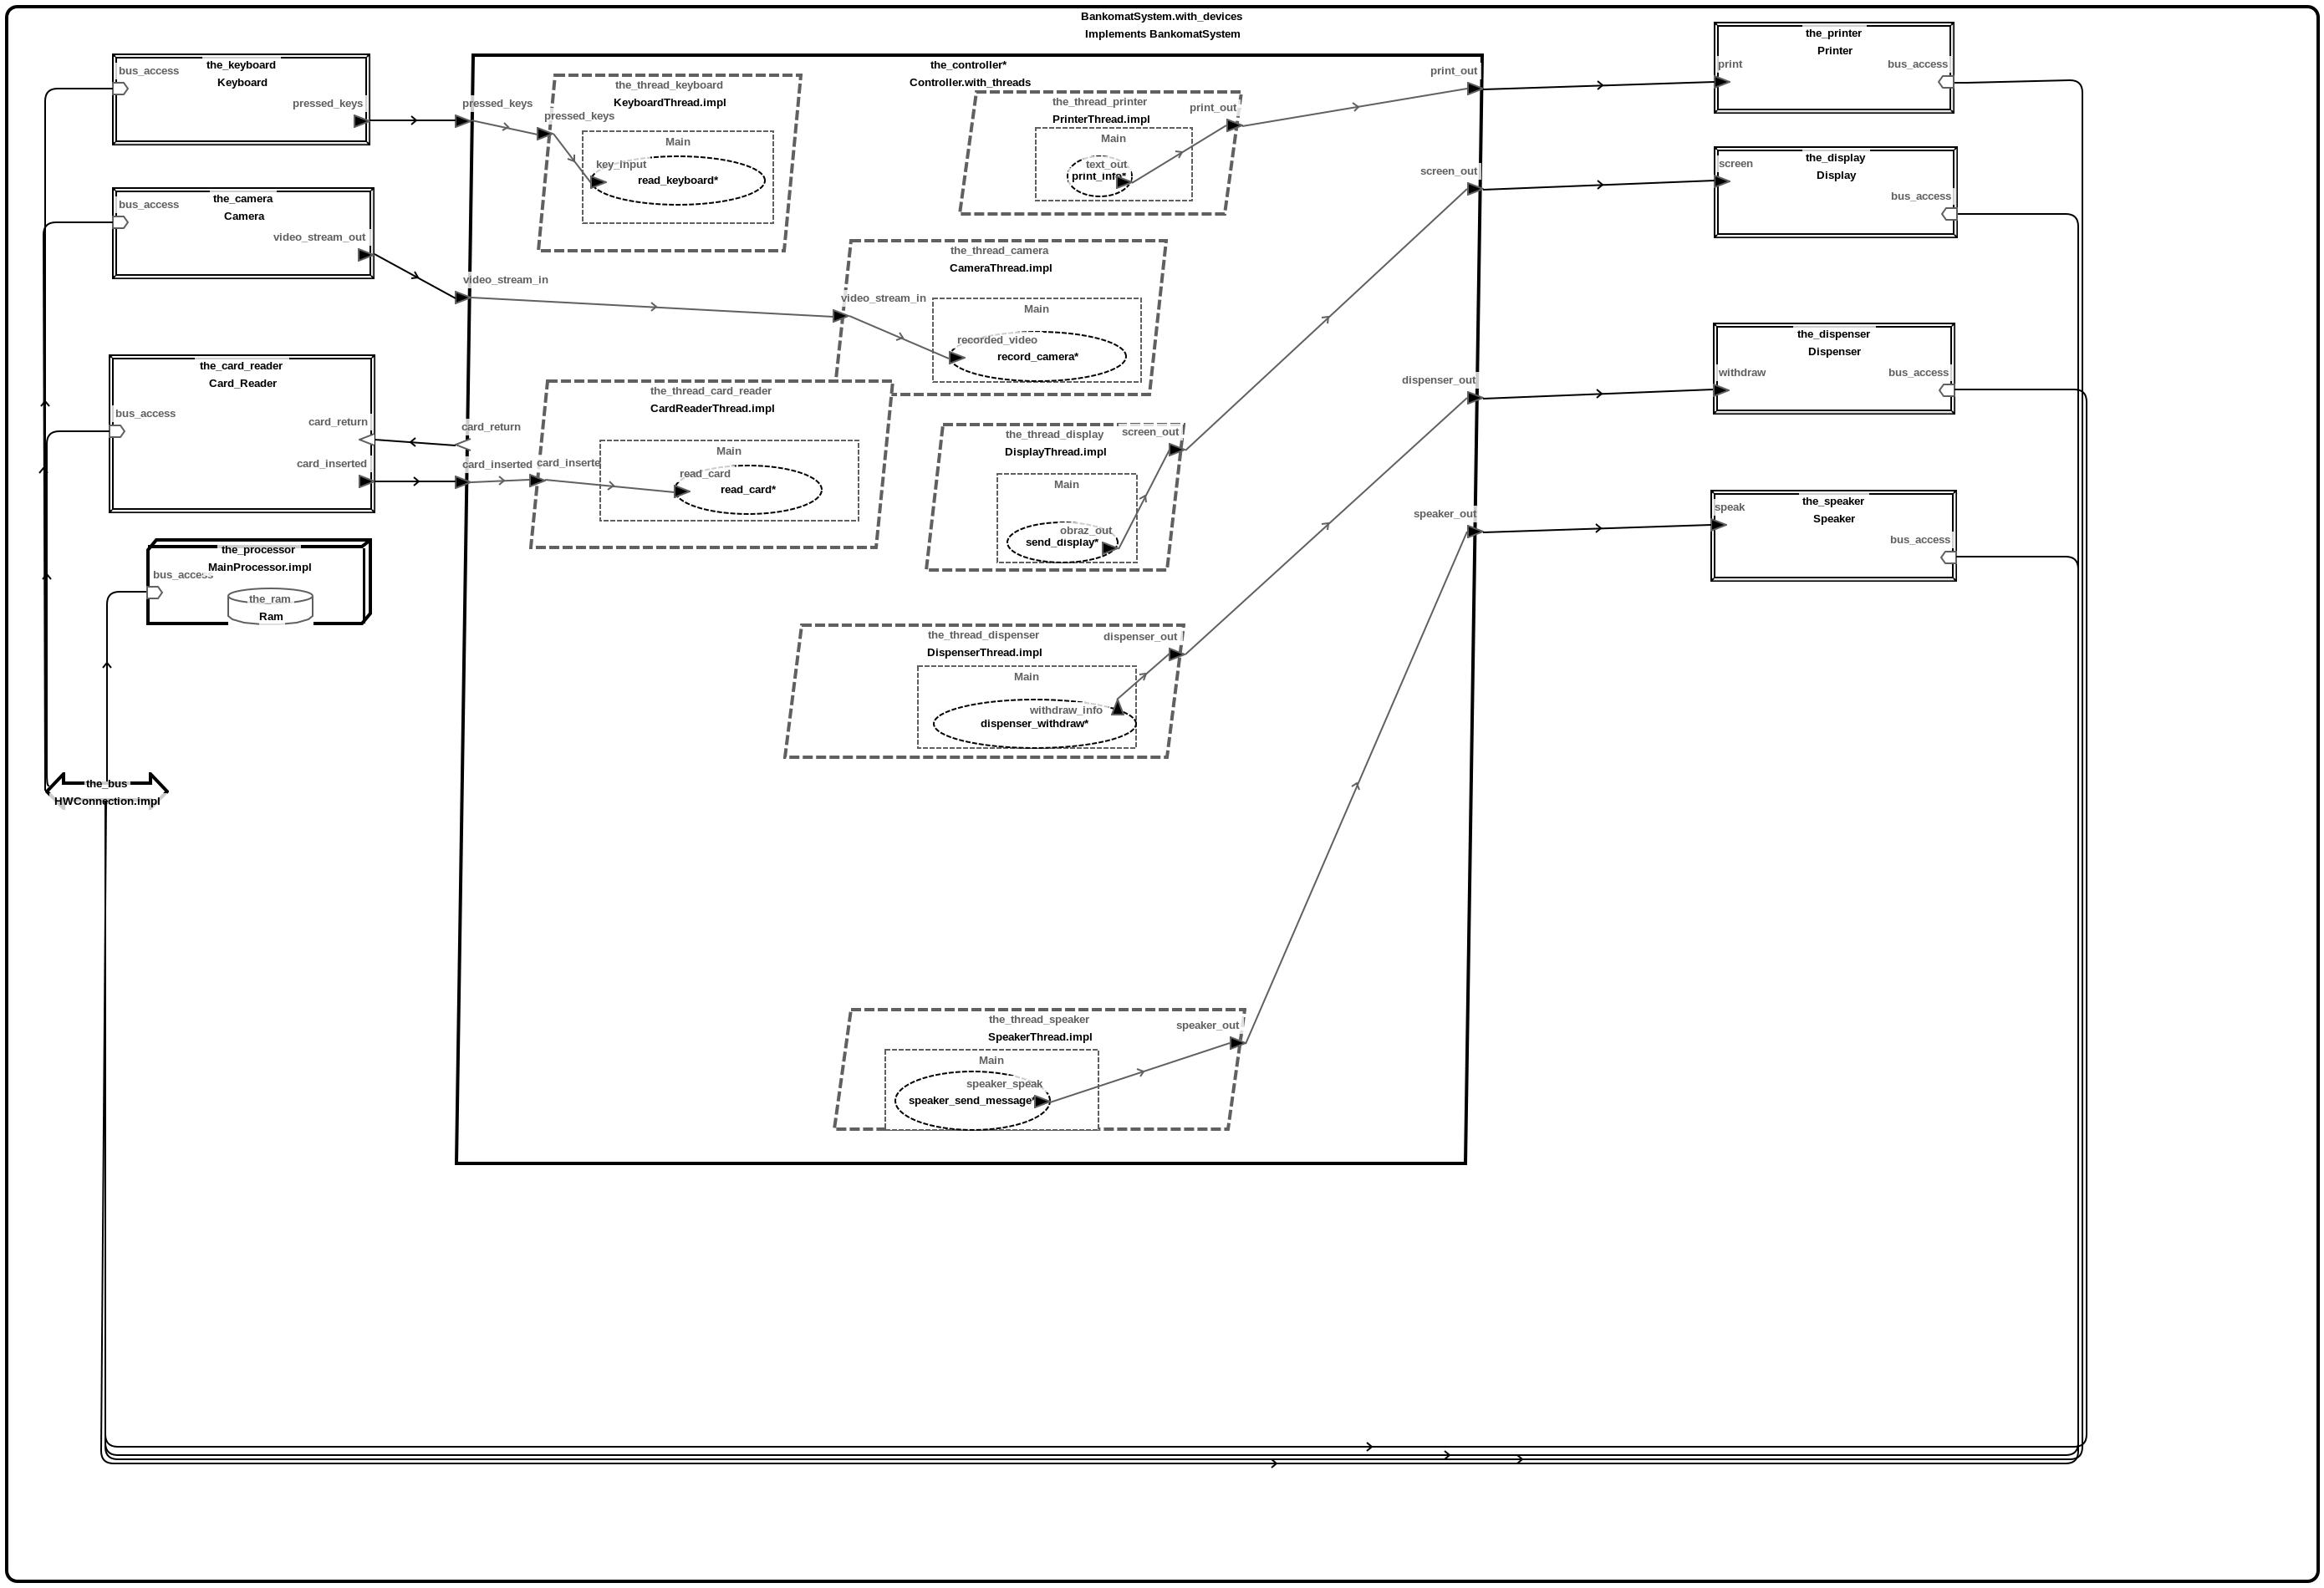 BankomatSystem.with_devices
Implements BankomatSystem
the_keyboard
Keyboard
bus_access
pressed_keys
the_camera
Camera
bus_access
video_stream_out
the_card_reader
Card_Reader
bus_access
card_return
card_inserted
the_processor
MainProcessor.impl
bus_access
the_ram
Ram
the_bus
HWConnection.impl
the_controller*
Controller.with_threads
pressed_keys
video_stream_in
card_return
card_inserted
print_out
screen_out
dispenser_out
speaker_out
the_thread_keyboard
KeyboardThread.impl
pressed_keys
Main
key_input
read_keyboard*
the_thread_printer
PrinterThread.impl
print_out
Main
text_out
print_info*
the_thread_camera
CameraThread.impl
video_stream_in
Main
recorded_video
record_camera*
the_thread_card_reader
CardReaderThread.impl
card_inserte
Main
read_card
read_card*
the_thread_display
DisplayThread.impl
screen_out
Main
obraz_out
send_display*
the_thread_dispenser
DispenserThread.impl
dispenser_out
Main
withdraw_info
dispenser_withdraw*
the_thread_speaker
SpeakerThread.impl
speaker_out
Main
speaker_speak
speaker_send_message*
the_printer
Printer
print
bus_access
the_display
Display
screen
bus_access
the_dispenser
Dispenser
withdraw
bus_access
the_speaker
Speaker
speak
bus_access